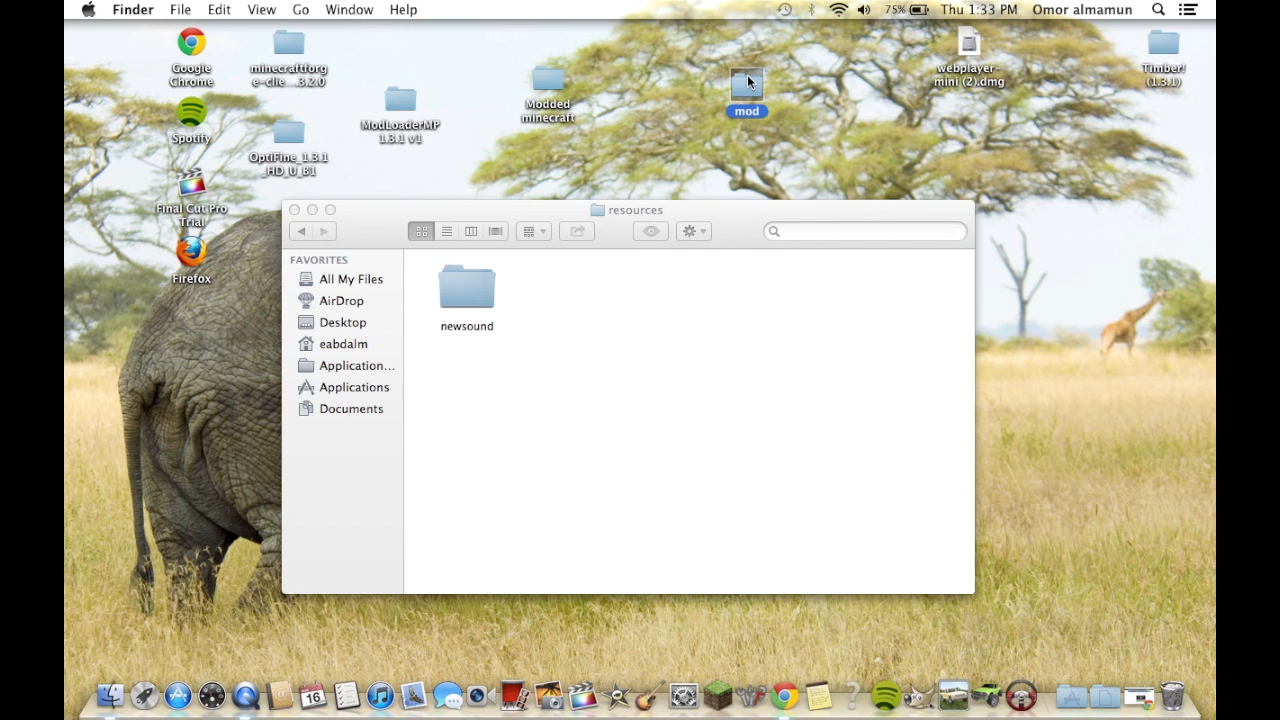 Finder File Edit View Go Window Help
75% Thu 1:33 PM Omor almamun
Google
Chrome
minecraftforg
e-clie ....3.2.0
ModLoaderMP
1.3.1 v1
Modded
minecraft
mod
webplayer-
mini (2).dmg
Timber!
(1.3.1)
Spotify
OptiFine_1.3.1
_HD_U_B1
Final Cut Pro
Trial
Firefox
resources
FAVORITES
All My Files
AirDrop
Desktop
eabdalm
Application...
Applications
Documents
newsound
16